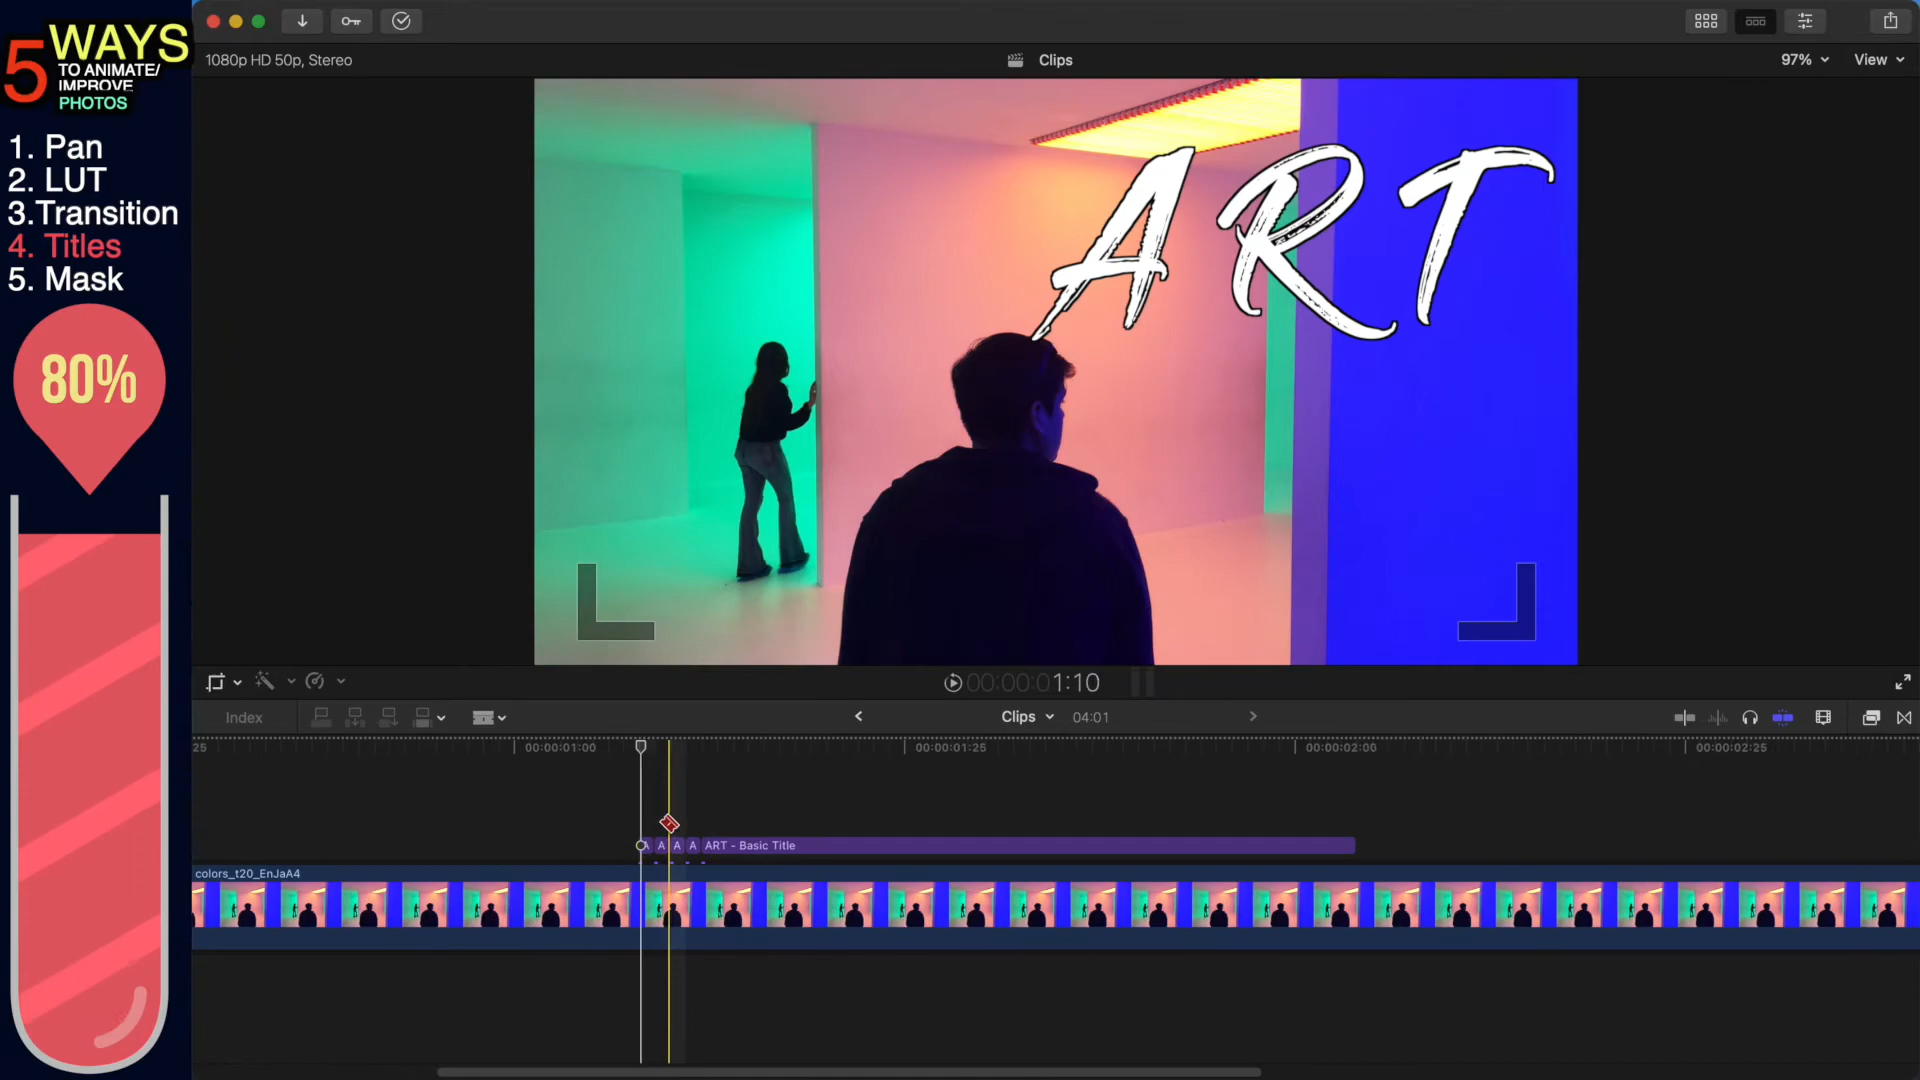 5 WAYS
TO ANIMATE/
IMPROVE
PHOTOS
1. Pan
2. LUT
3.Transition
4. Titles
5. Mask
80%
1080p HD 50p, Stereo
Clips
97%
View
ART
00:00:01:10
Index
Clips
04:01
25
00:00:01:00
00:00:01:25
00:00:02:00
00:00:02:25
A A A A ART - Basic Title
colors_t20_EnJaA4